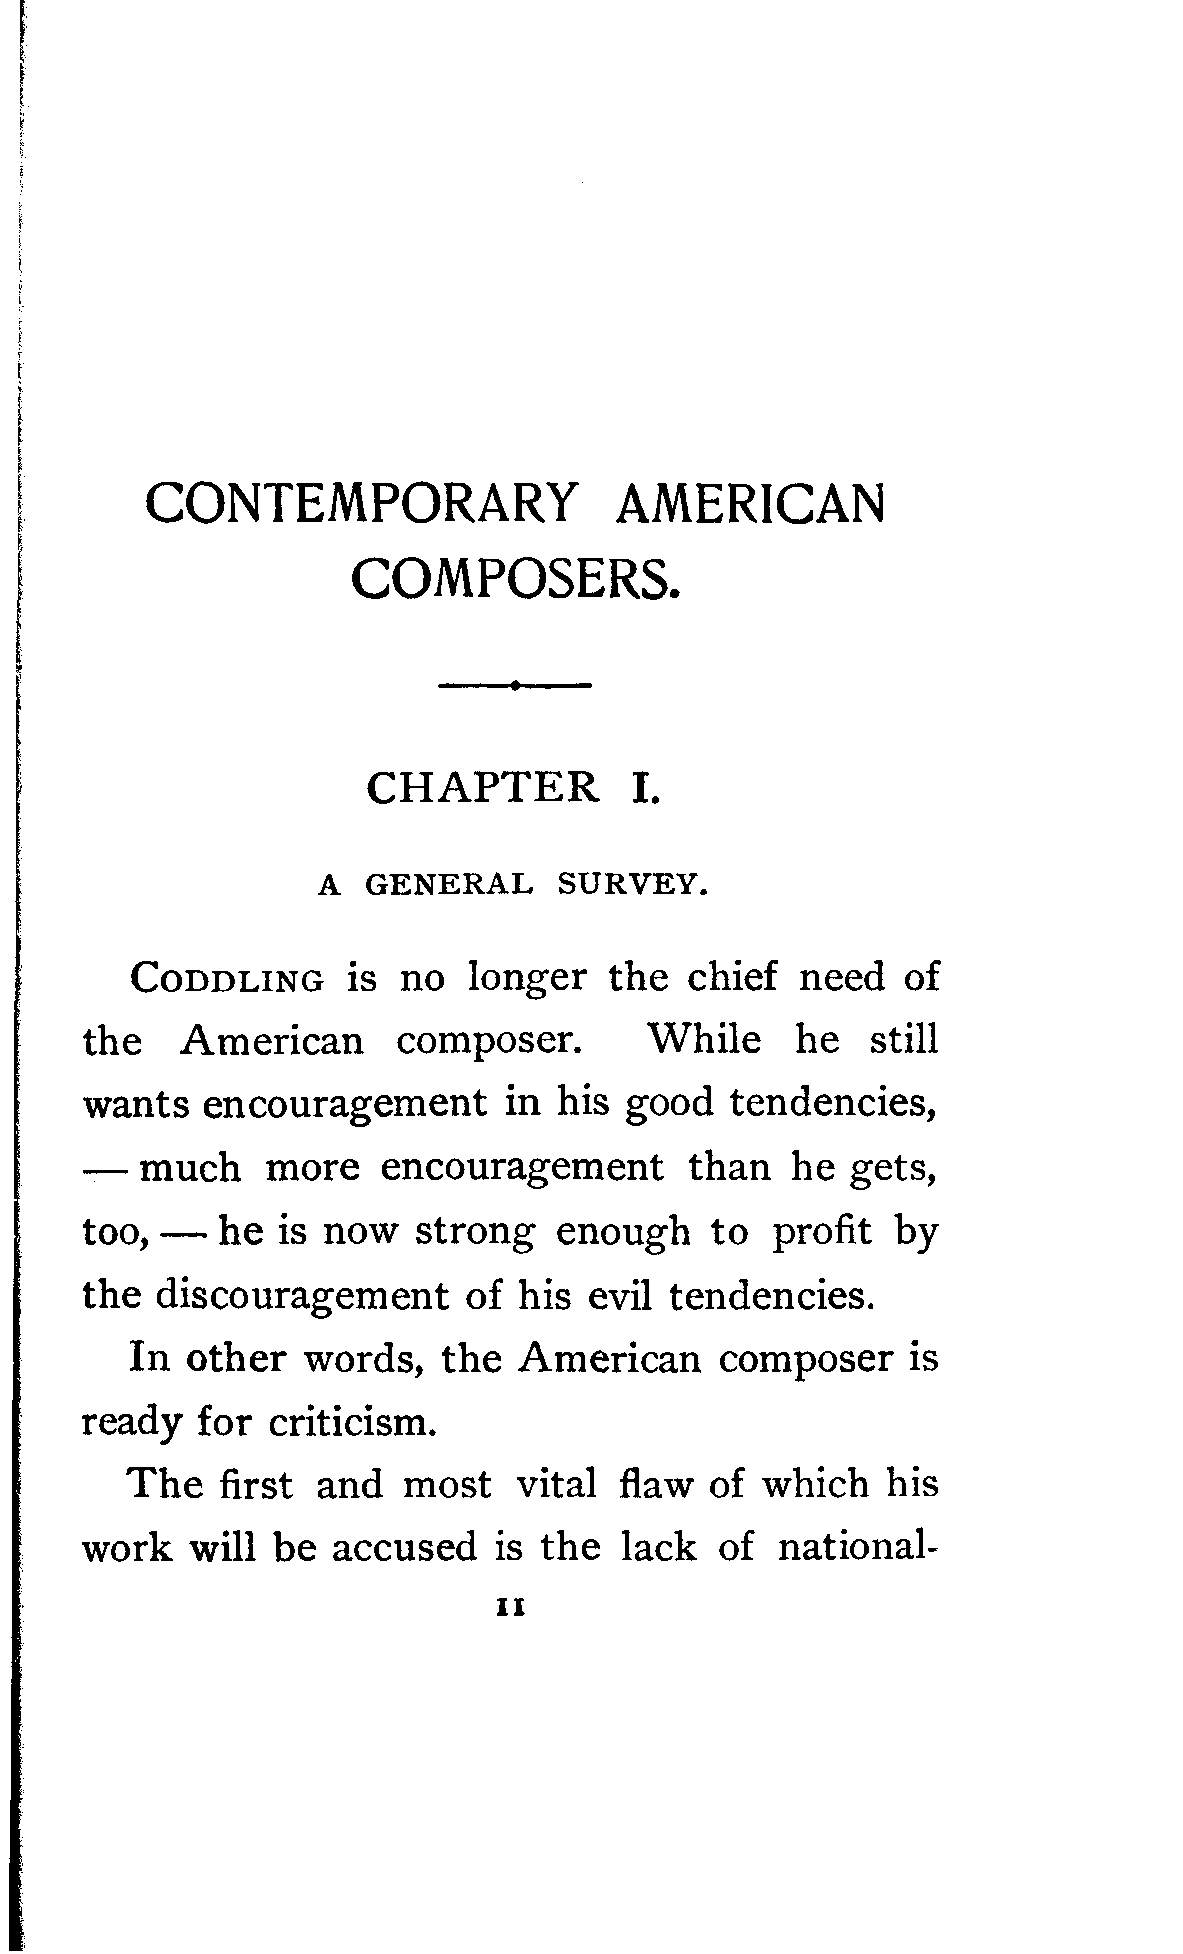 CONTEMPORARY AMERICAN
COMPOSERS.
CHAPTER I.
A GENERAL SURVEY.
CODDLING is no longer the chief need of
the American composer. While he still
wants encouragement in his good tendencies,
— much more encouragement than he gets,
too, — he is now strong enough to profit by
the discouragement of his evil tendencies.
In other words, the American composer is
ready for criticism.
The first and most vital flaw of which his
work will be accused is the lack of national-
11